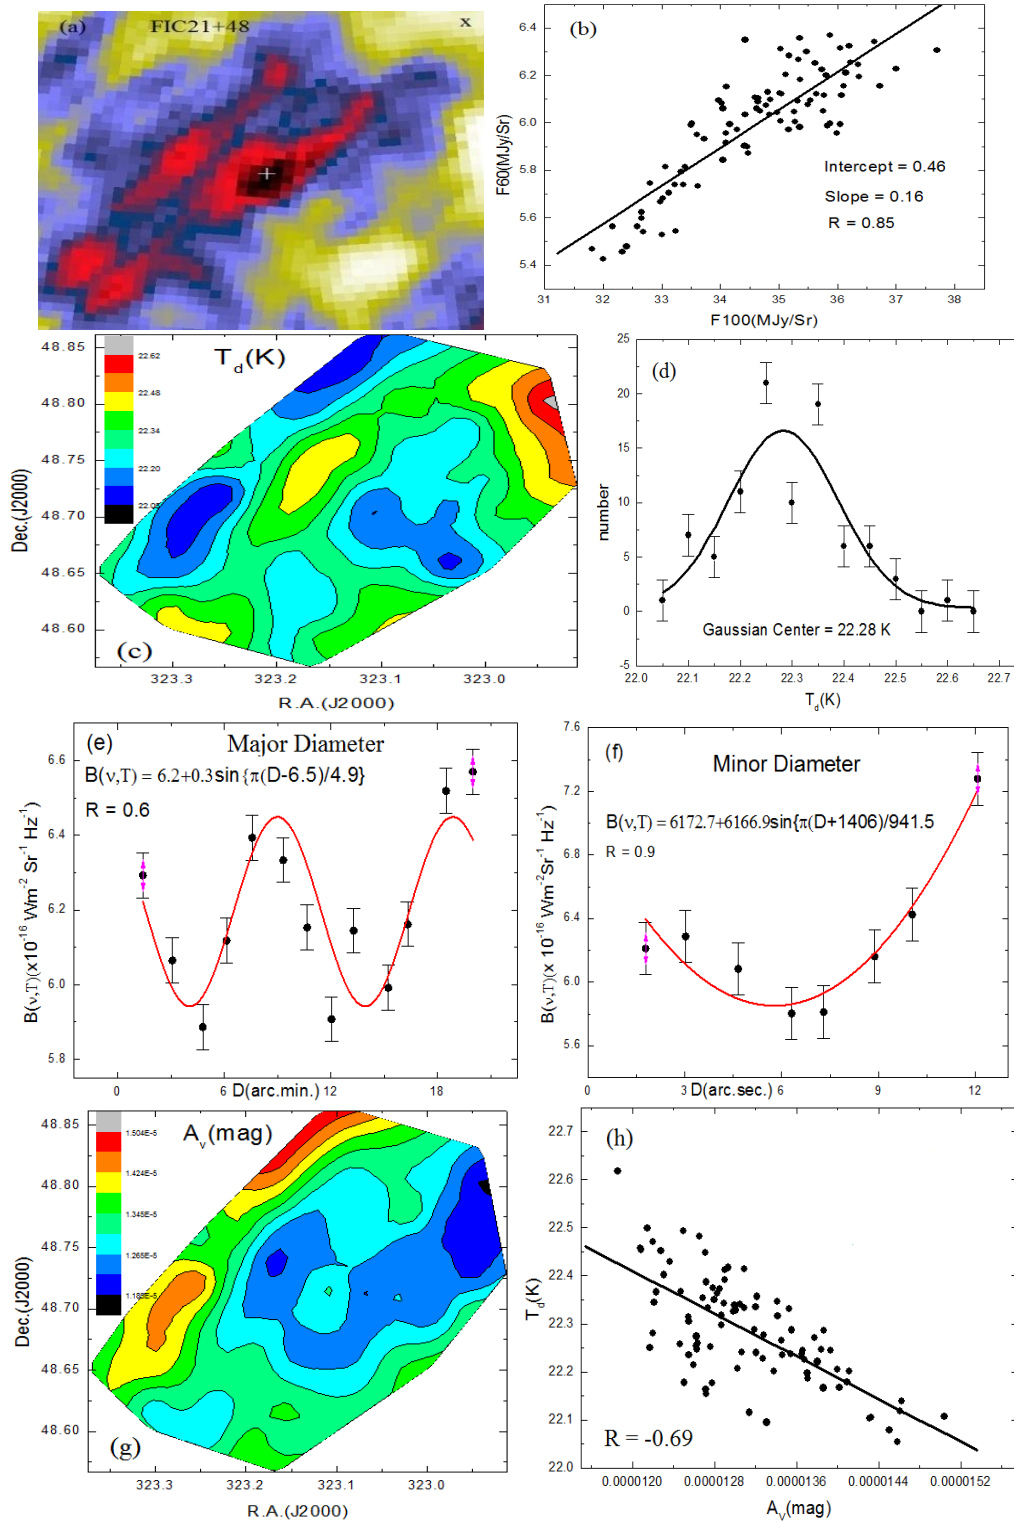 (a) FIC21+48 x
(b)
F60(MJy/Sr)
6.4
6.2
6.0
5.8
5.6
5.4
Intercept = 0.46
Slope = 0.16
R = 0.85
31 32 33 34 35 36 37 38
F100(MJy/Sr)
T_d(K)
22.62
22.48
22.34
22.20
Dec.(J2000)
48.85
48.80
48.75
48.70
48.65
48.60
(c)
323.3 323.2 323.1 323.0
R.A.(J2000)
(d)
number
25
20
15
10
5
0
-5
Gaussian Center = 22.28 K
22.0 22.1 22.2 22.3 22.4 22.5 22.6 22.7
T_d(K)
(e) Major Diameter
B(ν,T) = 6.2+0.3sin{π(D-6.5)/4.9}
R = 0.6
B(ν,T)(x10⁻¹⁶ Wm⁻² Sr⁻¹ Hz⁻¹)
6.6
6.4
6.2
6.0
5.8
0 6 12 18
D(arc.min.)
(f)
Minor Diameter
B(ν,T) = 6172.7+6166.9sin{π(D+1406)/941.5
R = 0.9
B(ν,T)(x 10⁻¹⁶ Wm⁻²Sr⁻¹ Hz⁻¹)
7.6
7.2
6.8
6.4
6.0
5.6
0 3 6 9 12
D(arc.sec.)
A_v(mag)
1.504E-5
1.424E-5
1.345E-5
1.265E-5
1.185E-5
Dec.(J2000)
48.85
48.80
48.75
48.70
48.65
48.60
(g)
323.3 323.2 323.1 323.0
R.A.(J2000)
(h)
T_d(K)
22.7
22.6
22.5
22.4
22.3
22.2
22.1
22.0
R = -0.69
0.0000120 0.0000128 0.0000136 0.0000144 0.0000152
A_V(mag)